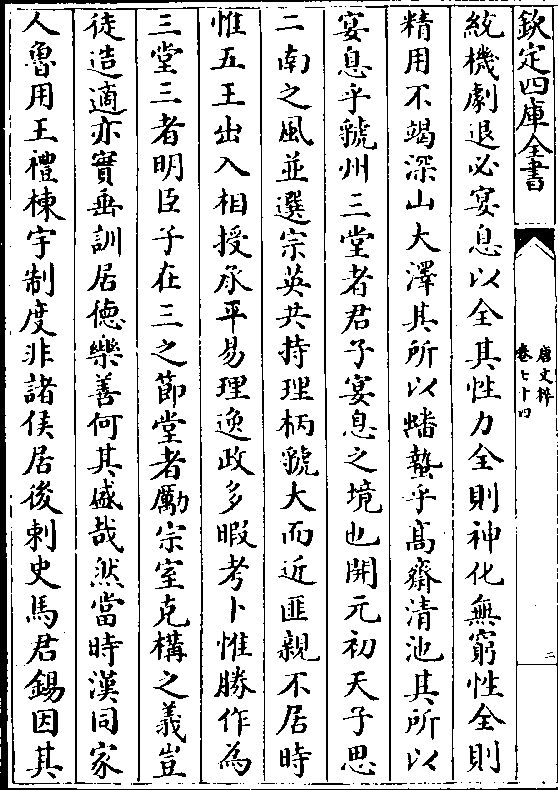 欽定四庫全書
唐文粹
卷七十四
二
統機劇退必宴息以全其性力全則神化無窮性全則
精用不竭深山大澤其所以蟠蟄乎高齋清池其所以
宴息乎虢州三堂者君子宴息之境也開元初天子思
二南之風並選宗英共持理柄虢大而近匪親不居時
惟五王出入相授承平易理逸政多暇考卜惟勝作為
三堂三者明臣子在三之節堂者勵宗室克構之義豈
徒造適亦實垂訓居德樂善何其盛哉然當時漢同家
人魯用王禮棟宇制度非諸侯居後刺史馬君錫因其